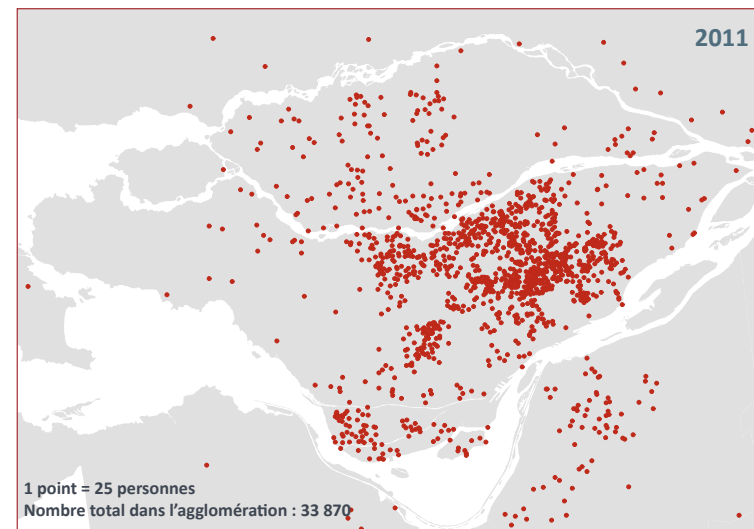 2011
1 point = 25 personnes
Nombre total dans l'agglomération : 33 870